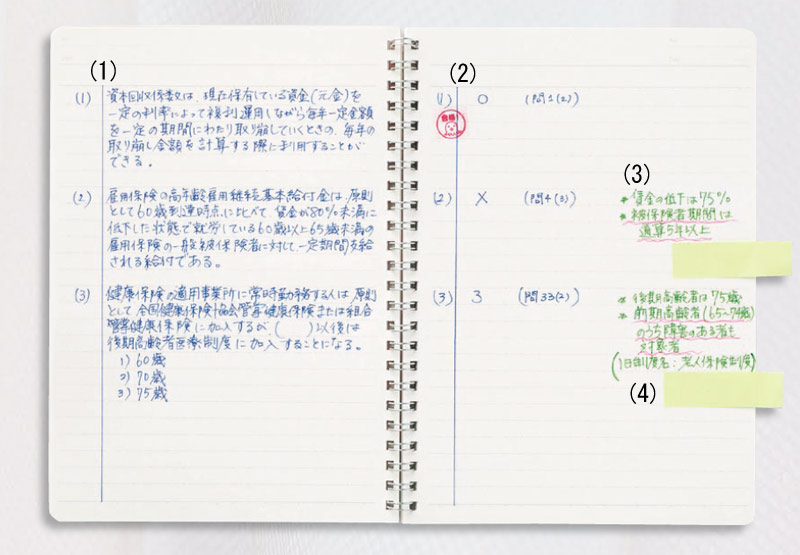 (1)
(1) 資本回収係数は、現在保有している資金(元金)を
一定の利率によって複利運用しながら毎年一定金額
を一定の期間にわたり取り崩していくときの、毎年の
取り崩し金額を計算する際に利用することが
できる。
(2) 雇用保険の高年齢雇用継続基本給付金は、原則
として60歳到達時点に比べて賃金が80%未満に
低下した状態で就労している60歳以上65歳未満の
雇用保険の一般被保険者に対して一定期間支給
される給付である。
(3) 健康保険の適用事業所に常時勤務する人は、原則
として、全国健康保険協会管掌健康保険または組合
管掌健康保険に加入するが、( )以後は
後期高齢者医療制度に加入することになる。
1) 60歳
2) 70歳
3) 75歳
(2)
(1) ○ (問1(2))
(2) × (問4(3))
(3)
* 賃金の低下は75%
* 被保険者期間は
通算5年以上
(3) 3 (問33(2))
* 後期高齢者は75歳
* 前期高齢者(65~74歳)
のうち障害のある者も
対象者
(旧制度名:老人保険制度)
(4)